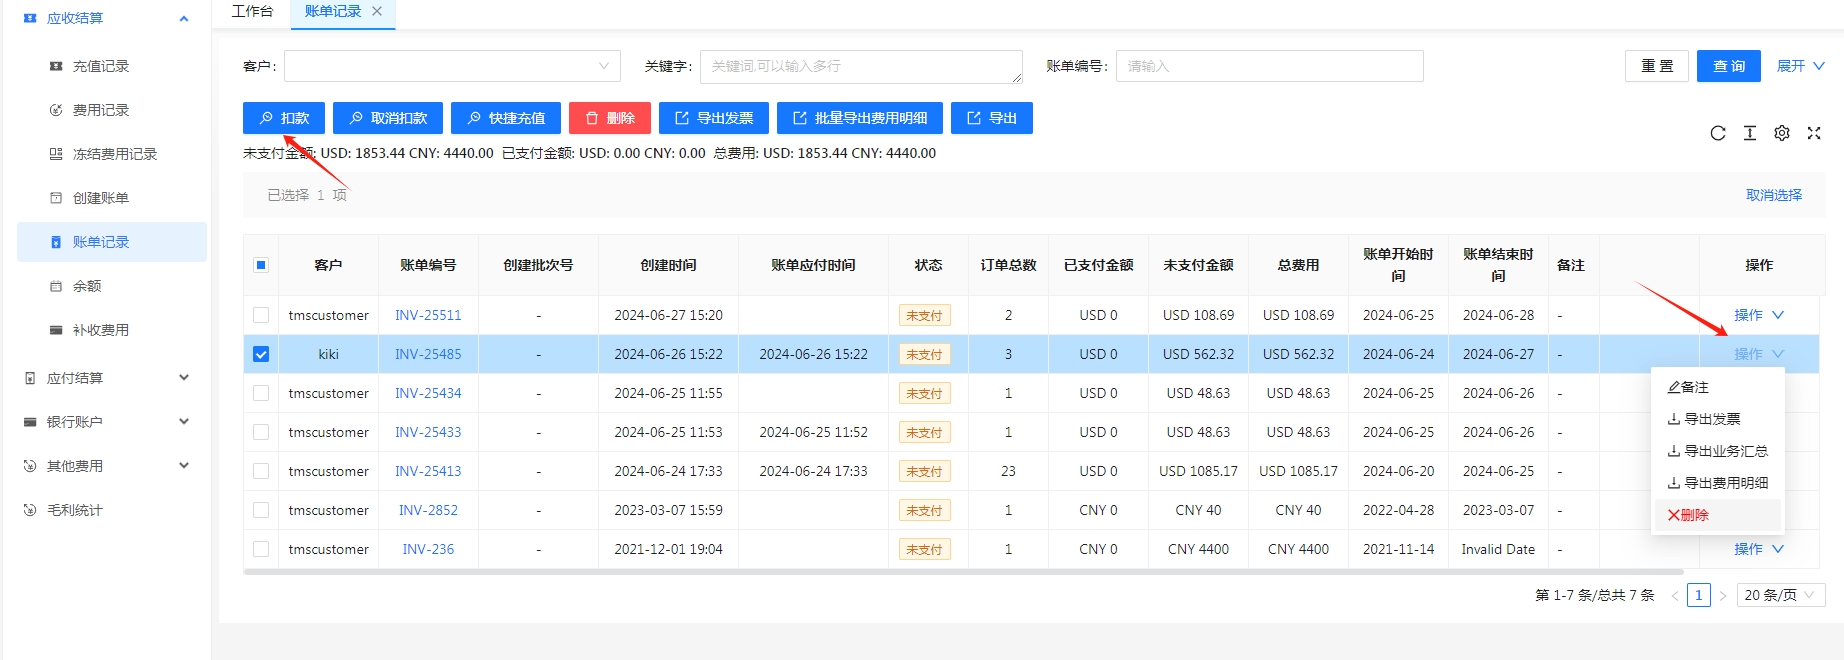 应收结算
充值记录
费用记录
冻结费用记录
创建账单
账单记录
余额
补收费用
应付结算
银行账户
其他费用
毛利统计
工作台 账单记录
客户: 关键字: 关键词,可以输入多行 账单编号: 请输入 重 置 查 询 展开
扣款 取消扣款 快捷充值 删除 导出发票 批量导出费用明细 导出
未支付金额: USD: 1853.44 CNY: 4440.00 已支付金额: USD: 0.00 CNY: 0.00 总费用: USD: 1853.44 CNY: 4440.00
已选择 1 项 取消选择
客户 账单编号 创建批次号 创建时间 账单应付时间 状态 订单总数 已支付金额 未支付金额 总费用 账单开始时间 账单结束时间 备注 操作
tmscustomer INV-25511 - 2024-06-27 15:20 未支付 2 USD 0 USD 108.69 USD 108.69 2024-06-25 2024-06-28 - 操作
kiki INV-25485 - 2024-06-26 15:22 2024-06-26 15:22 未支付 3 USD 0 USD 562.32 USD 562.32 2024-06-24 2024-06-27 - 操作
tmscustomer INV-25434 - 2024-06-25 11:55 未支付 1 USD 0 USD 48.63 USD 48.63 2024-06-25 2024-06-26 -
tmscustomer INV-25433 - 2024-06-25 11:53 2024-06-25 11:52 未支付 1 USD 0 USD 48.63 USD 48.63 2024-06-25 2024-06-26 -
tmscustomer INV-25413 - 2024-06-24 17:33 2024-06-24 17:33 未支付 23 USD 0 USD 1085.17 USD 1085.17 2024-06-20 2024-06-25 -
tmscustomer INV-2852 - 2023-03-07 15:59 未支付 1 CNY 0 CNY 40 CNY 40 2022-04-28 2023-03-07 -
tmscustomer INV-236 - 2021-12-01 19:04 未支付 1 CNY 0 CNY 4400 CNY 4400 2021-11-14 Invalid Date - 操作
备注
导出发票
导出业务汇总
导出费用明细
删除
第 1-7 条/总共 7 条 < 1 > 20 条/页